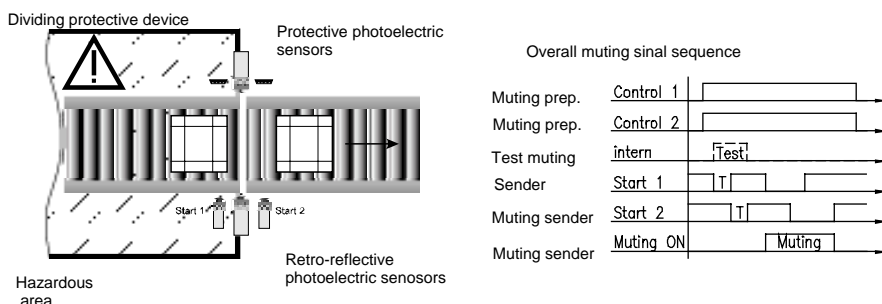 Dividing protective device
Protective photoelectric
sensors
Start 1
Start 2
Retro-reflective
photoelectric senosors
Hazardous
area
Overall muting sinal sequence
Muting prep. Control 1
Muting prep. Control 2
Test muting intern Test
Sender Start 1 T
Muting sender Start 2 T
Muting sender Muting ON Muting